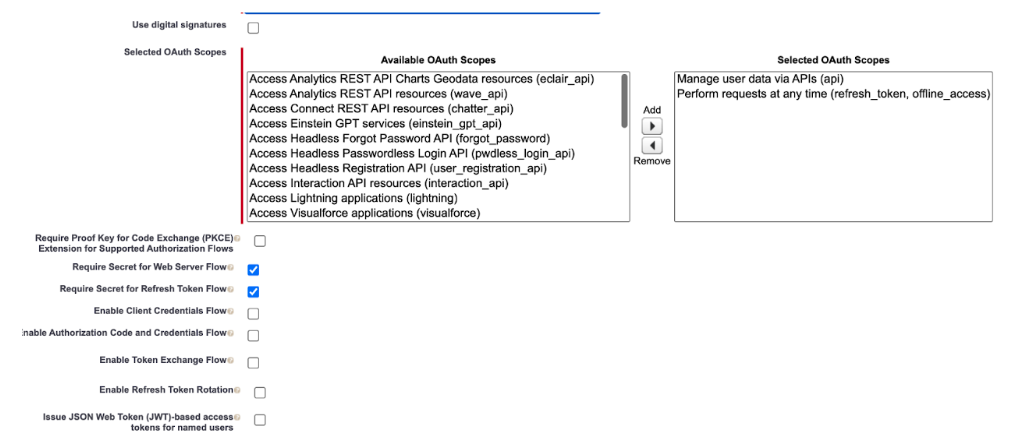 Use digital signatures
Selected OAuth Scopes
Available OAuth Scopes
Access Analytics REST API Charts Geodata resources (eclair_api)
Access Analytics REST API resources (wave_api)
Access Connect REST API resources (chatter_api)
Access Einstein GPT services (einstein_gpt_api)
Access Headless Forgot Password API (forgot_password)
Access Headless Passwordless Login API (pwdless_login_api)
Access Headless Registration API (user_registration_api)
Access Interaction API resources (interaction_api)
Access Lightning applications (lightning)
Access Visualforce applications (visualforce)
Add
Remove
Selected OAuth Scopes
Manage user data via APIs (api)
Perform requests at any time (refresh_token, offline_access)
Require Proof Key for Code Exchange (PKCE)
Extension for Supported Authorization Flows
Require Secret for Web Server Flow
Require Secret for Refresh Token Flow
Enable Client Credentials Flow
nable Authorization Code and Credentials Flow
Enable Token Exchange Flow
Enable Refresh Token Rotation
Issue JSON Web Token (JWT)-based access
tokens for named users